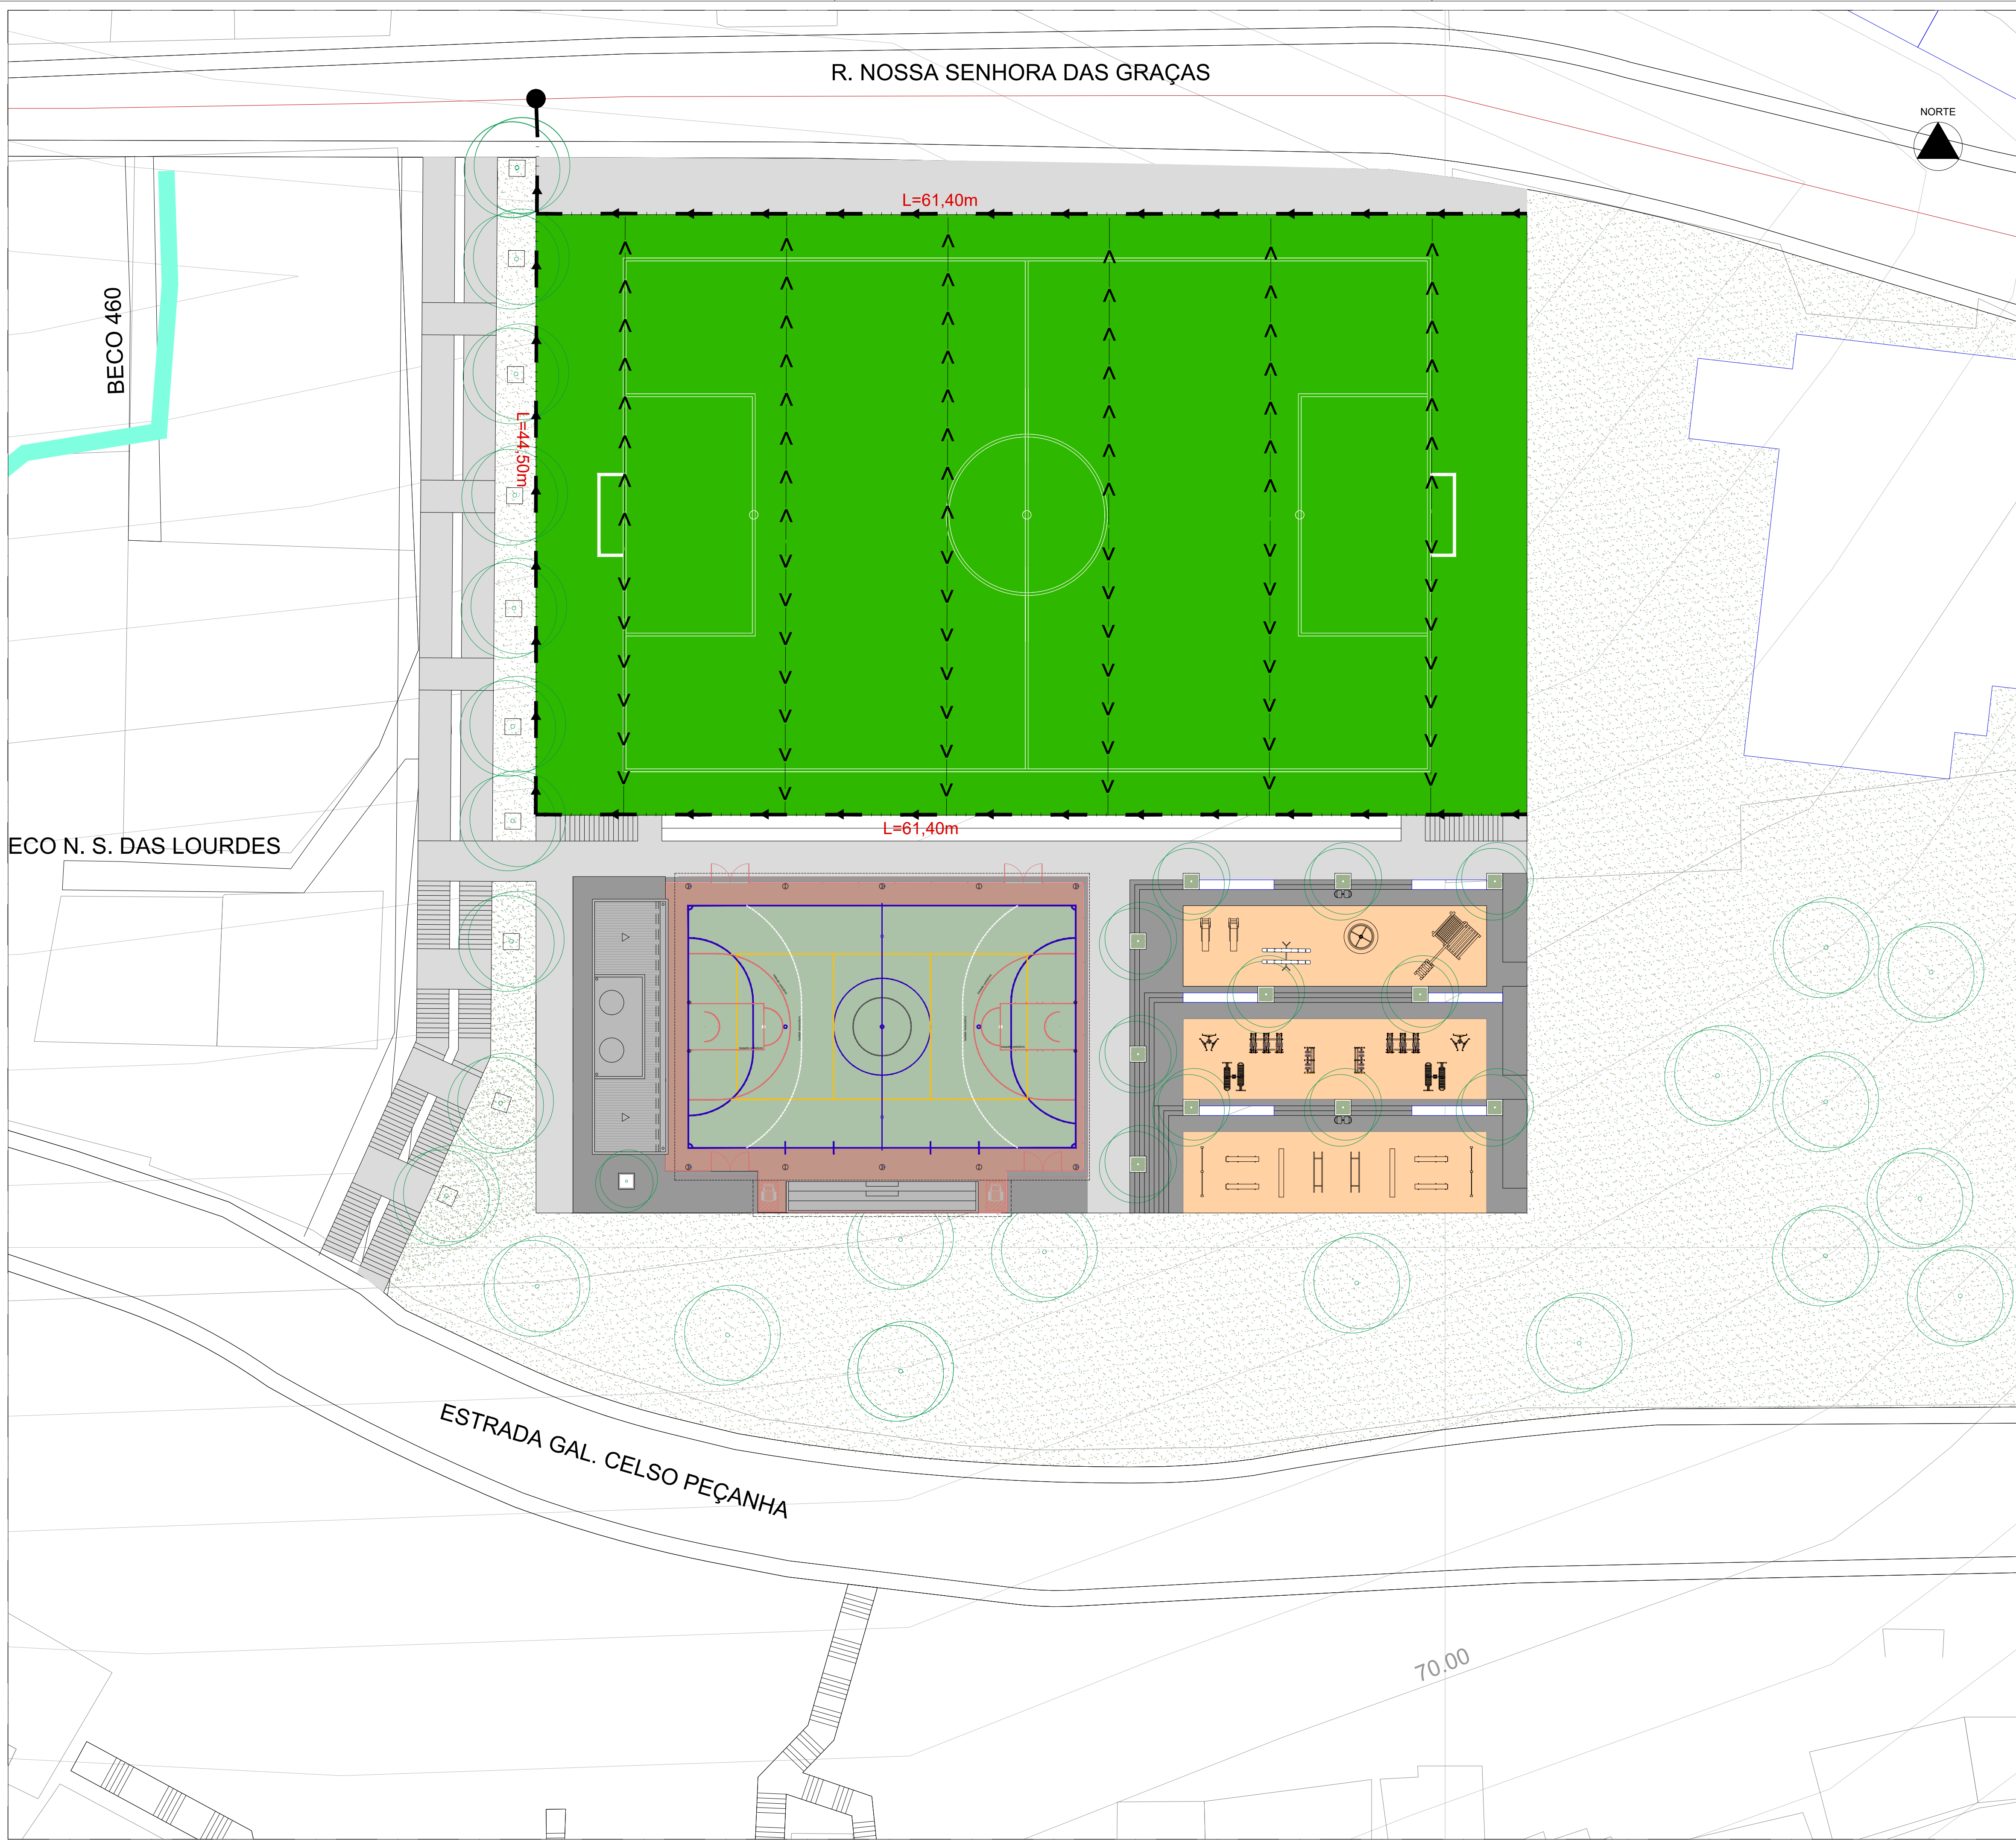 R. NOSSA SENHORA DAS GRAÇAS
NORTE
L=61,40m
BECO 460
L=44,50m
L=61,40m
ECO N. S. DAS LOURDES
ESTRADA GAL. CELSO PEÇANHA
70.00